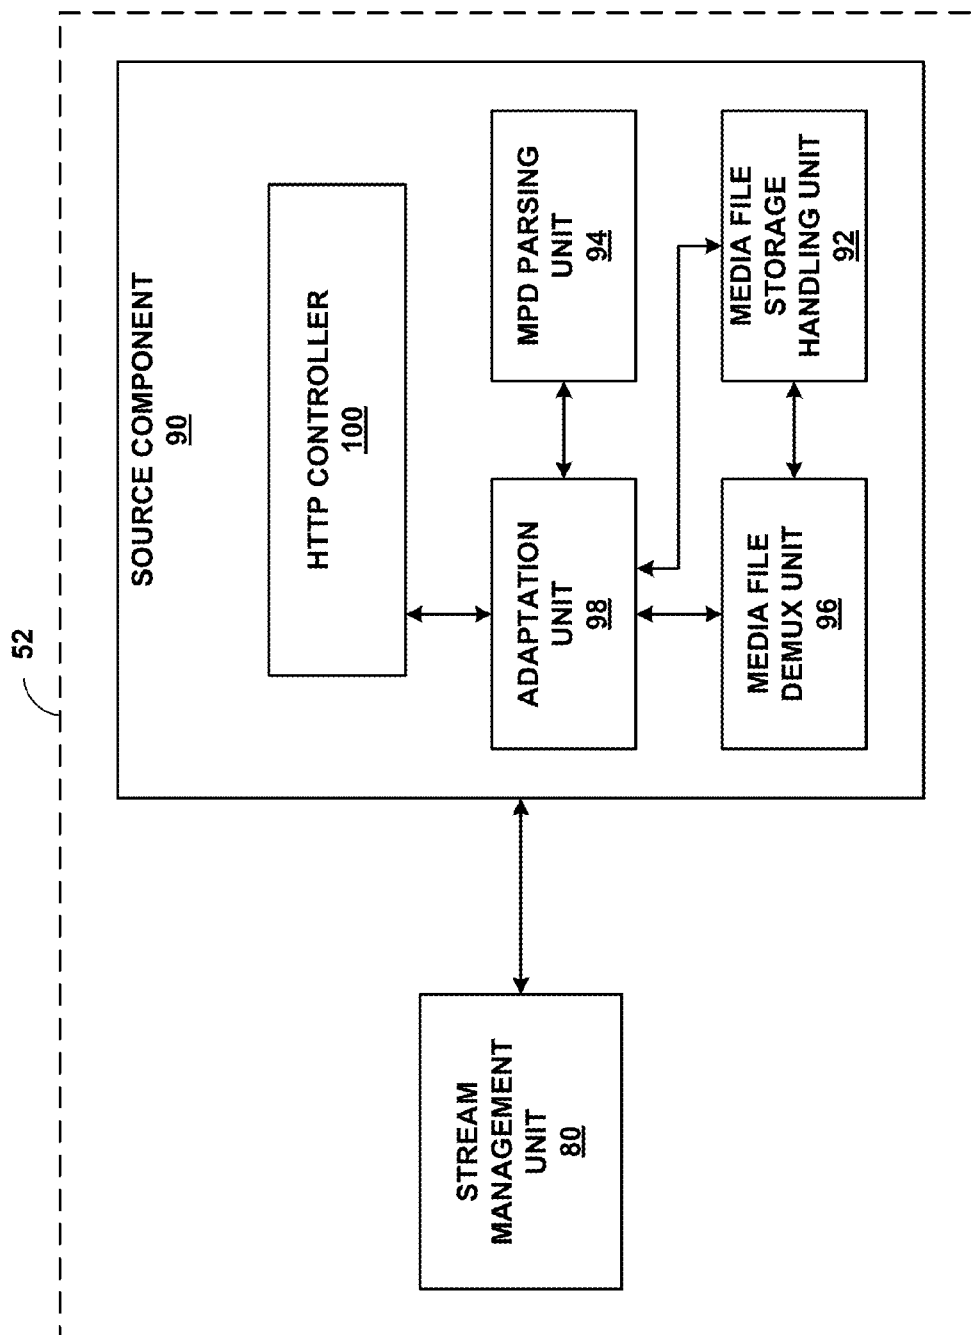 52
SOURCE COMPONENT
90
HTTP CONTROLLER
100
ADAPTATION
UNIT
98
MPD PARSING
UNIT
94
MEDIA FILE
DEMUX UNIT
96
MEDIA FILE
STORAGE
HANDLING UNIT
92
STREAM
MANAGEMENT
UNIT
80